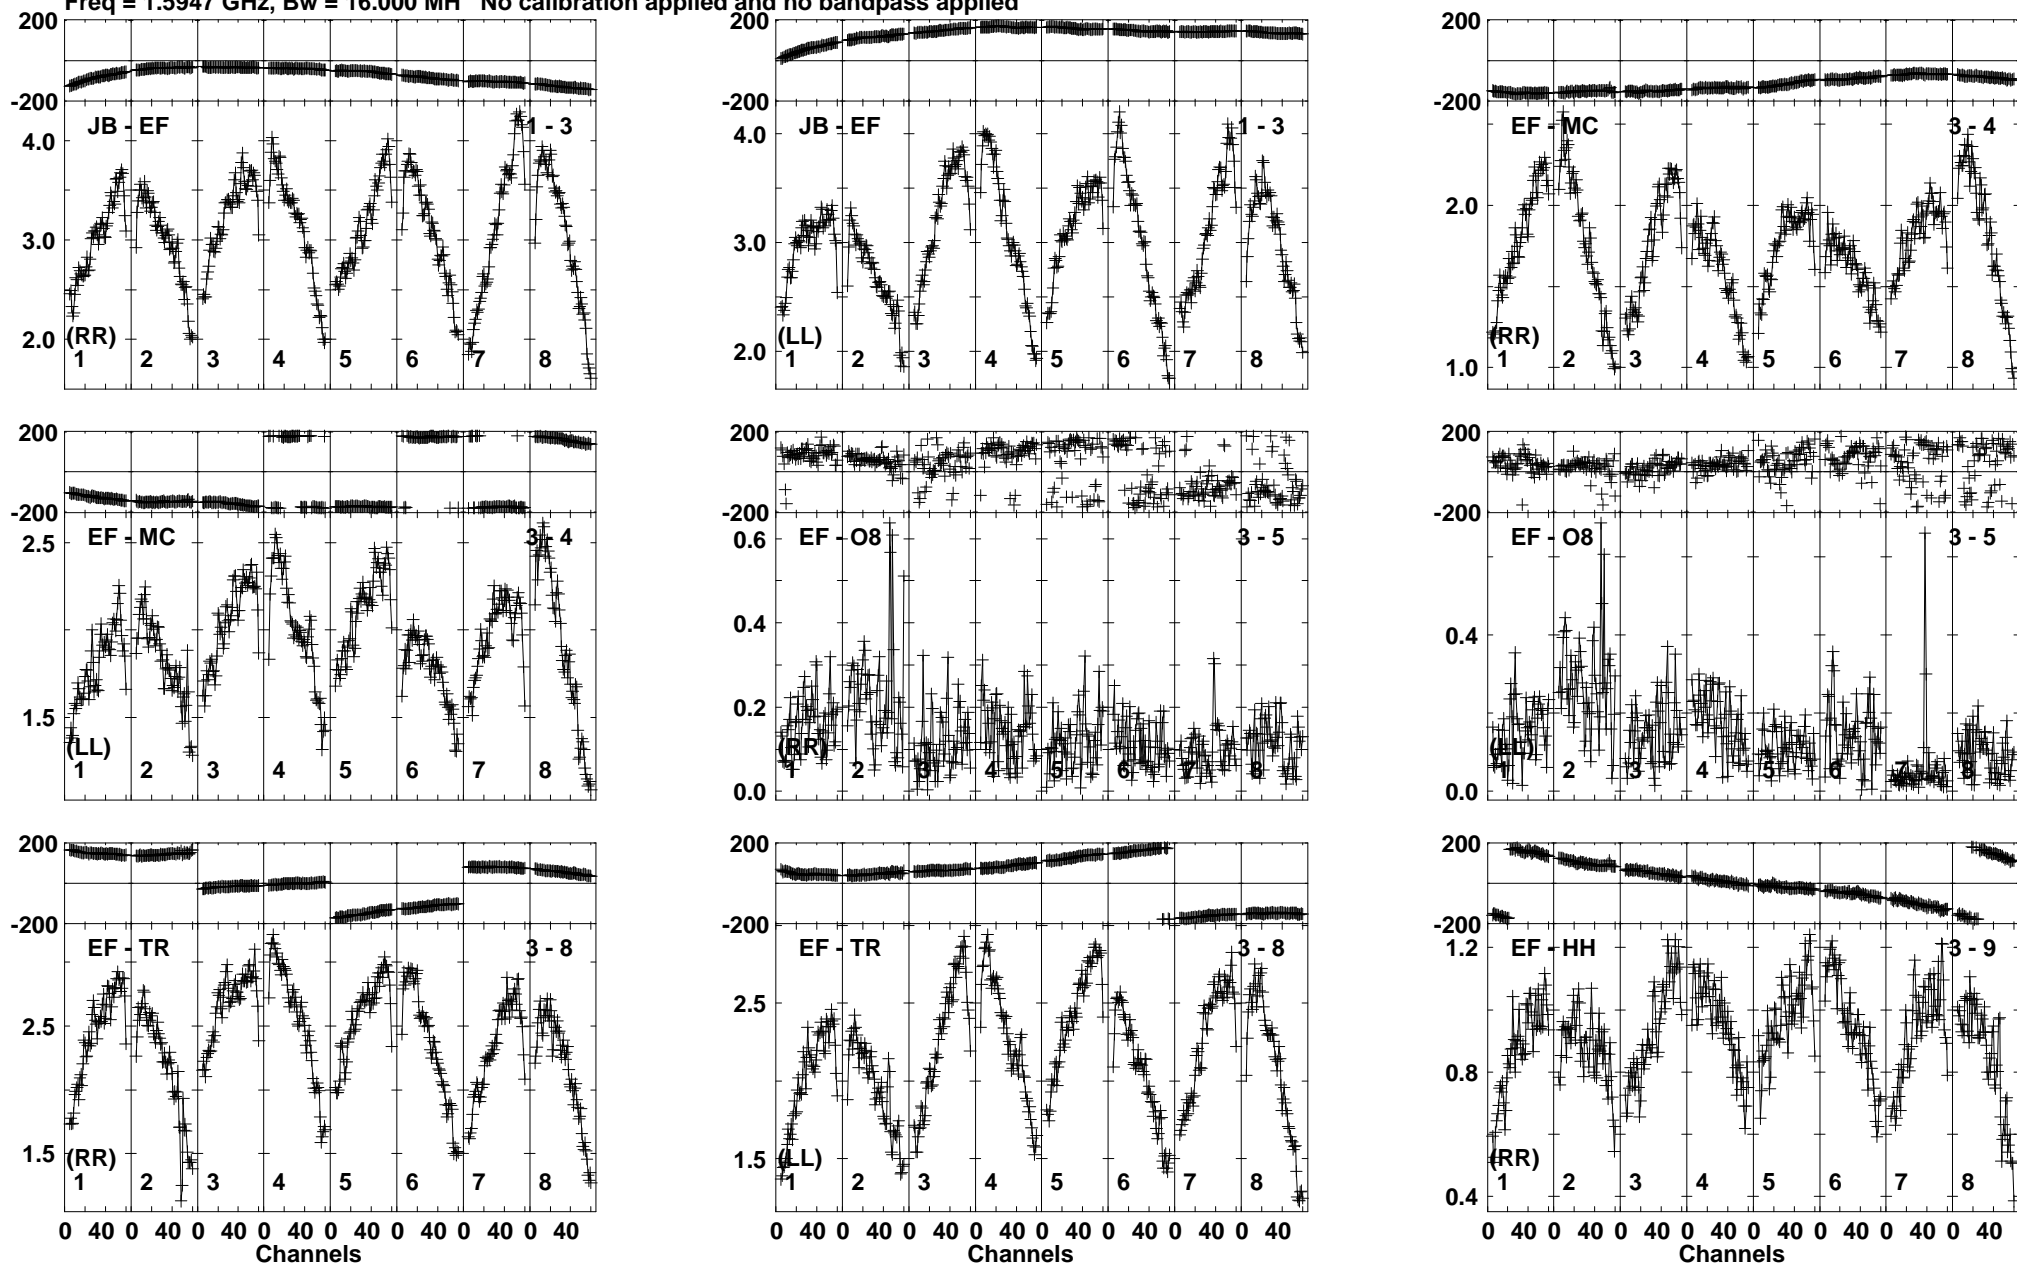 Freq = 1.5947 GHz, Bw = 16.000 MH No calibration applied and no bandpass applied
200
-200
JB - EF
1 - 3
4.0
3.0
2.0
(RR)
1 2 3 4 5 6 7 8
200
-200
JB - EF
1 - 3
4.0
3.0
2.0
(LL)
1 2 3 4 5 6 7 8
200
-200
EF - MC
3 - 4
2.0
1.0
(RR)
1 2 3 4 5 6 7 8
200
-200
EF - MC
3 - 4
2.5
1.5
(LL)
1 2 3 4 5 6 7 8
200
-200
EF - O8
3 - 5
0.6
0.4
0.2
0.0
(RR)
1 2 3 4 5 6 7 8
200
-200
EF - O8
3 - 5
0.4
0.0
(LL)
1 2 3 4 5 6 7 8
200
-200
EF - TR
3 - 8
2.5
1.5
(RR)
1 2 3 4 5 6 7 8
0 40 0 40 0 40 0 40 0 40 0 40 0 40 0 40
Channels
200
-200
EF - TR
3 - 8
2.5
1.5
(LL)
1 2 3 4 5 6 7 8
0 40 0 40 0 40 0 40 0 40 0 40 0 40 0 40
Channels
200
-200
EF - HH
3 - 9
1.2
0.8
0.4
(RR)
1 2 3 4 5 6 7 8
0 40 0 40 0 40 0 40 0 40 0 40 0 40 0 40
Channels